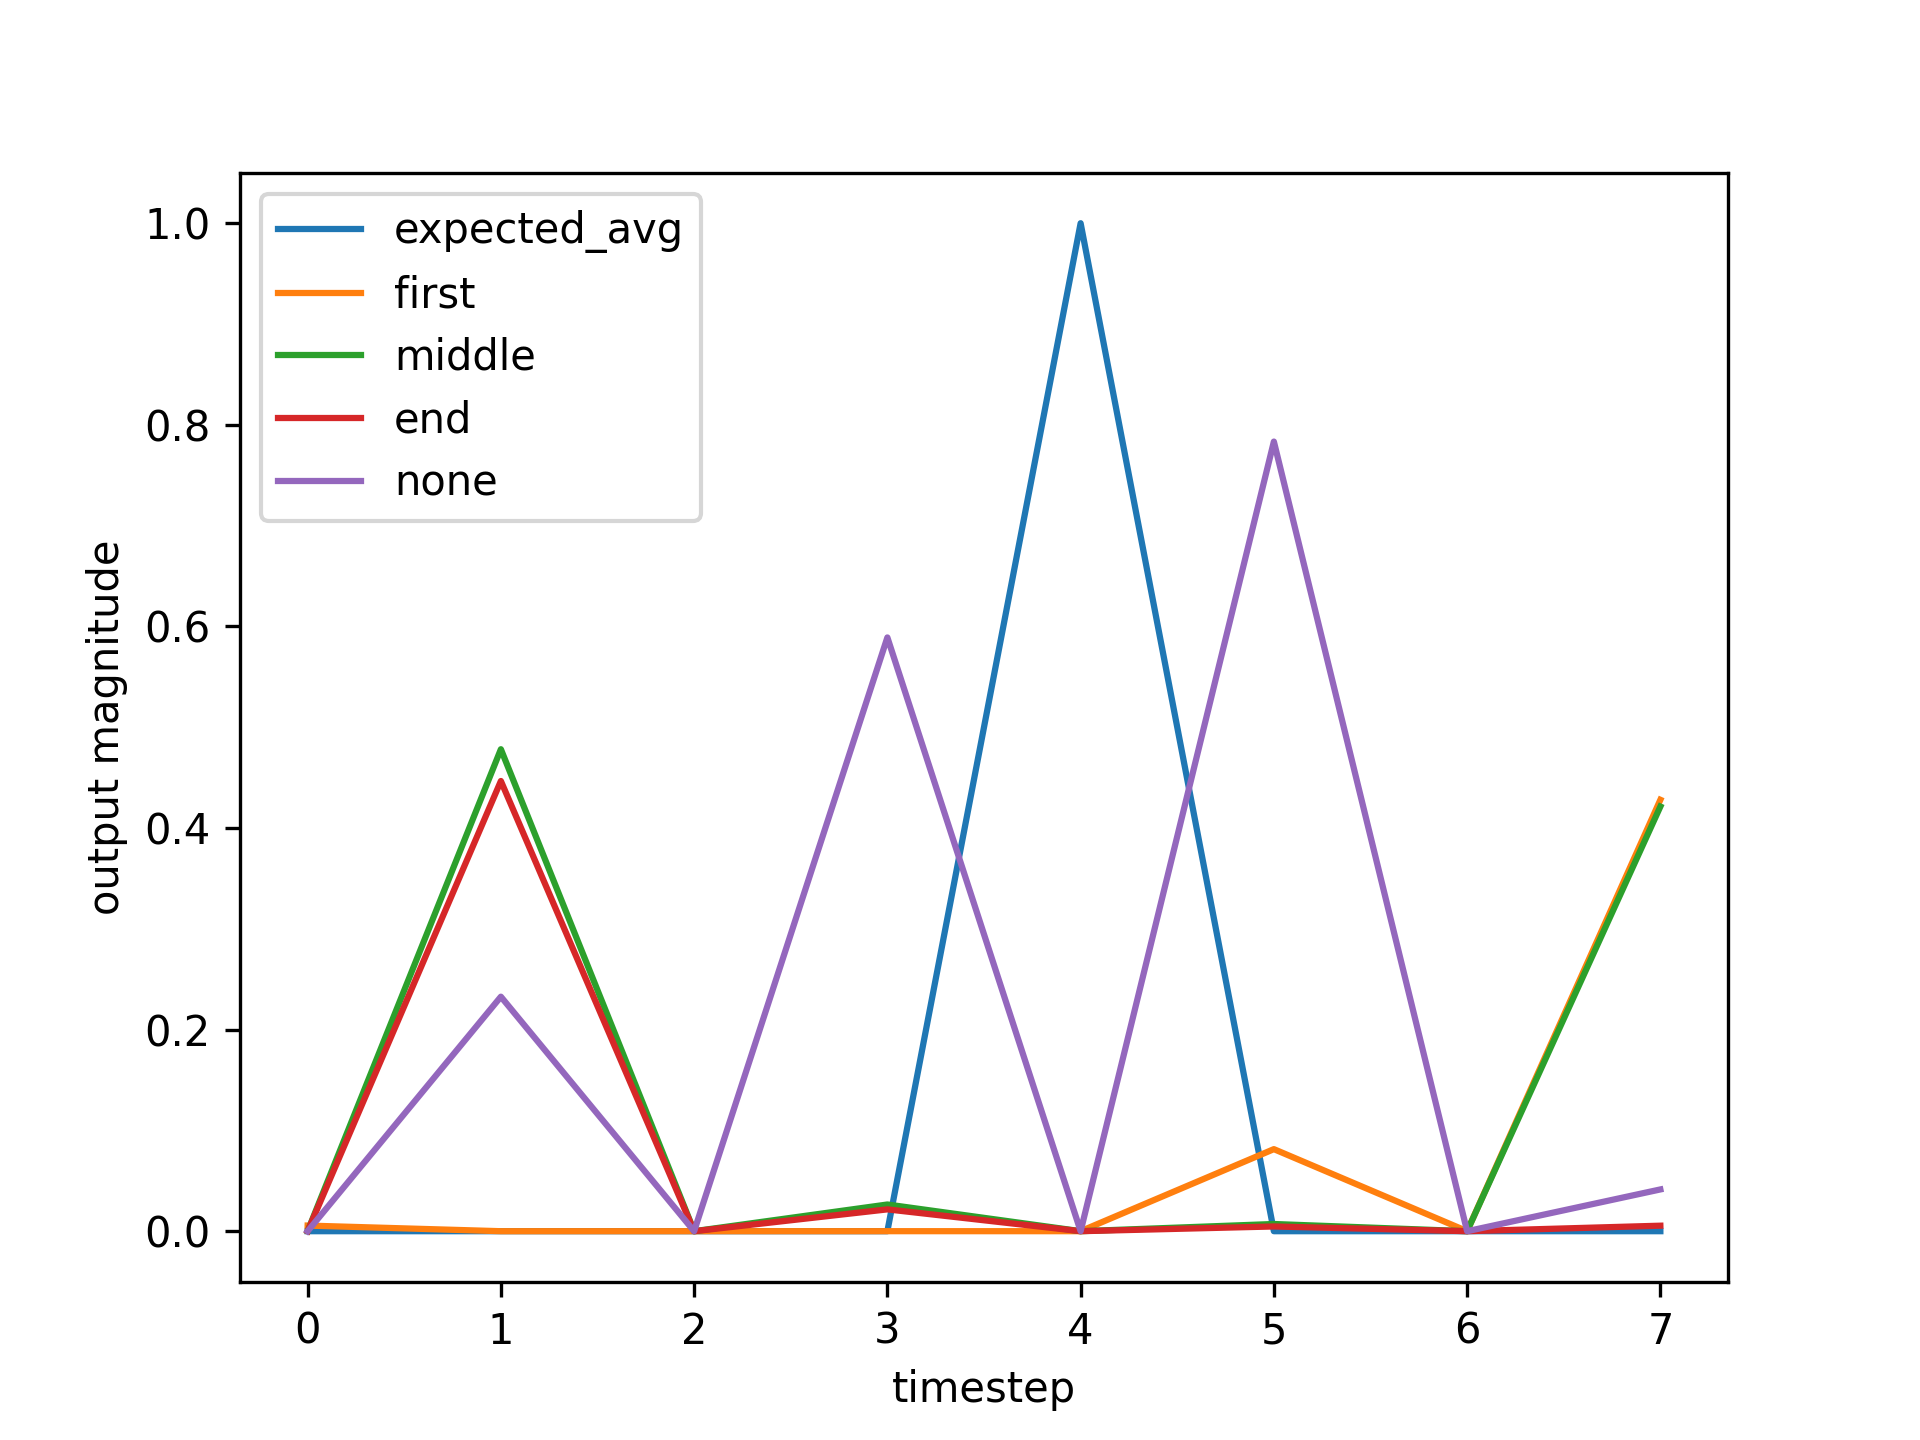 expected_avg
first
middle
end
none
1.0
0.8
0.6
0.4
0.2
0.0
output magnitude
0 1 2 3 4 5 6 7
timestep